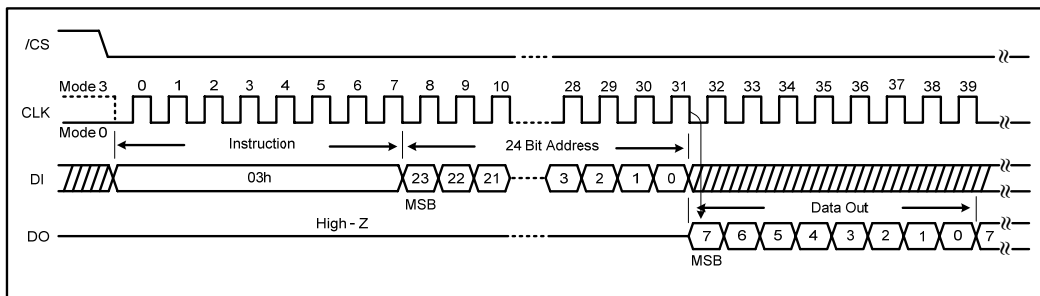 /CS
Mode 3 0 1 2 3 4 5 6 7 8 9 10 28 29 30 31 32 33 34 35 36 37 38 39
CLK
Mode 0
Instruction 24 Bit Address
DI 03h 23 22 21 3 2 1 0
MSB Data Out
High - Z
DO 7 6 5 4 3 2 1 0 7
MSB